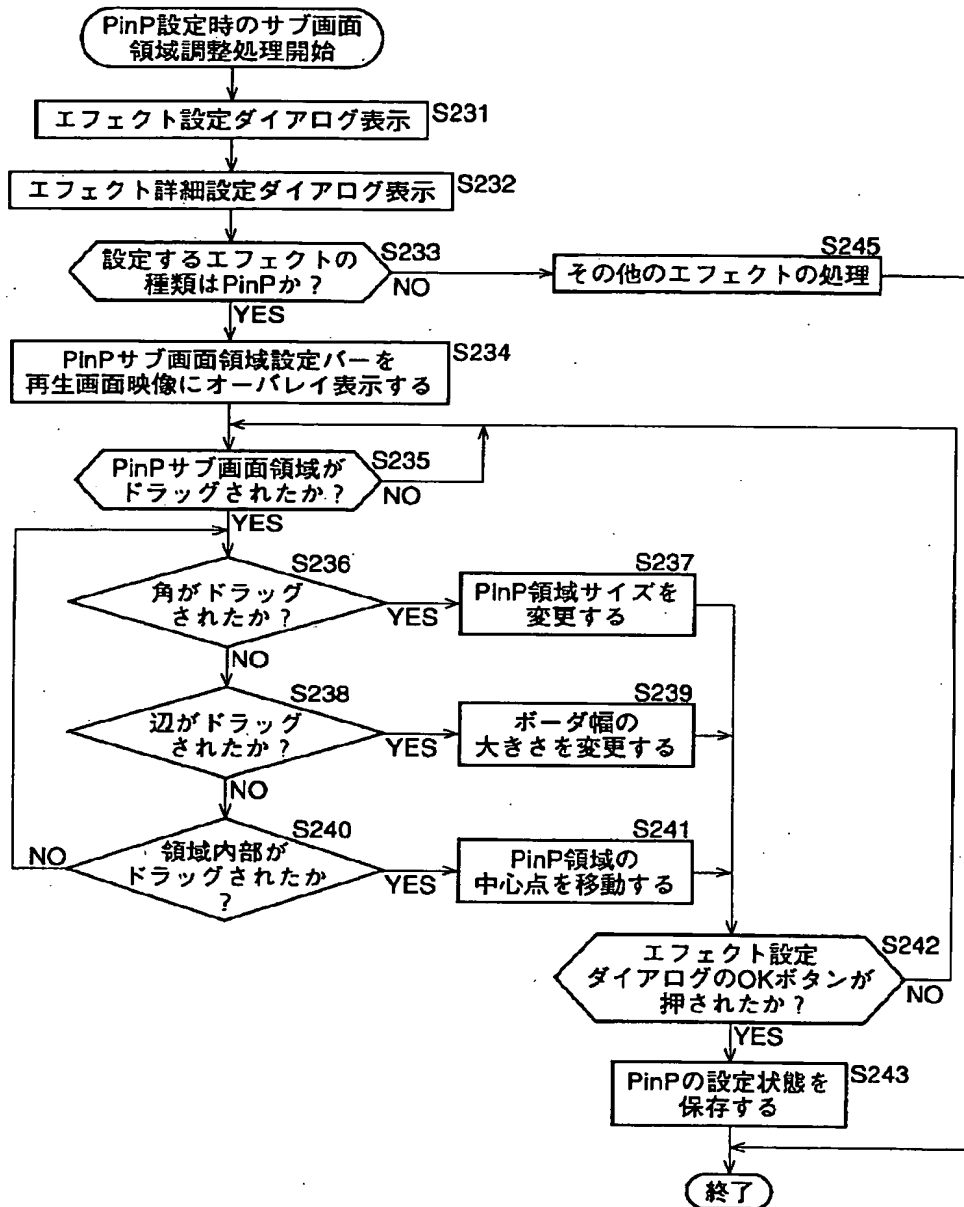 PinP設定時のサブ画面
領域調整処理開始
S231
エフェクト設定ダイアログ表示
S232
エフェクト詳細設定ダイアログ表示
S233
設定するエフェクトの
種類はPinPか？
NO
YES
S245
その他のエフェクトの処理
S234
PinPサブ画面領域設定バーを
再生画面映像にオーバレイ表示する
S235
PinPサブ画面領域が
ドラッグされたか？
NO
YES
S236
角がドラッグ
されたか？
YES
NO
S237
PinP領域サイズを
変更する
S238
辺がドラッグ
されたか？
YES
NO
S239
ボーダ幅の
大きさを変更する
S240
領域内部が
ドラッグされたか
？
NO
YES
S241
PinP領域の
中心点を移動する
S242
エフェクト設定
ダイアログのOKボタンが
押されたか？
NO
YES
S243
PinPの設定状態を
保存する
終了